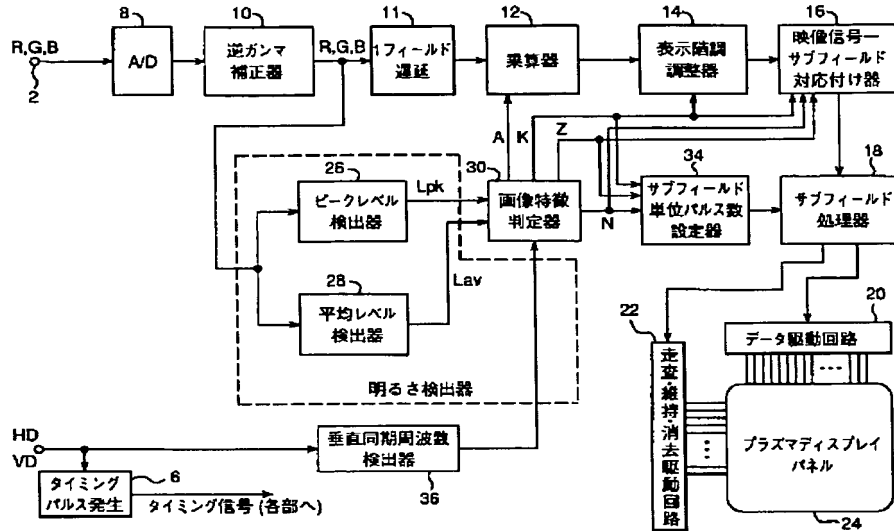 8
10
11
12
14
16
R,G,B
2
A/D
逆ガンマ
補正器
R,G,B
1フィールド
遅延
乗算器
表示階調
調整器
映像信号ー
サブフィールド
対応付け器
A
K
Z
26
ピークレベル
検出器
Lpk
30
画像特徴
判定器
N
34
サブフィールド
単位パルス数
設定器
18
サブフィールド
処理器
28
平均レベル
検出器
Lav
明るさ検出器
22
走査・維持・消去駆動回路
20
データ駆動回路
プラズマディスプレイ
パネル
24
HD
VD
垂直同期周波数
検出器
36
タイミング
パルス発生
6
タイミング信号(各部へ)